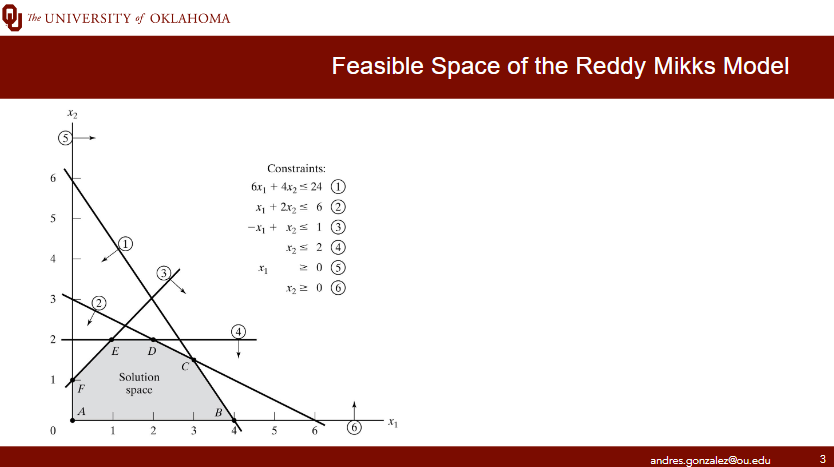 The UNIVERSITY of OKLAHOMA
Feasible Space of the Reddy Mikks Model
x₂
⑤
6
5
4
3
2
1
0
①
③
②
④
E
D
C
Solution
space
F
A
B
1
2
3
4
5
6
⑥
x₁
Constraints:
6x₁ + 4x₂ ≤ 24 ①
x₁ + 2x₂ ≤ 6 ②
−x₁ + x₂ ≤ 1 ③
x₂ ≤ 2 ④
x₁ ≥ 0 ⑤
x₂ ≥ 0 ⑥
andres.gonzalez@ou.edu
3